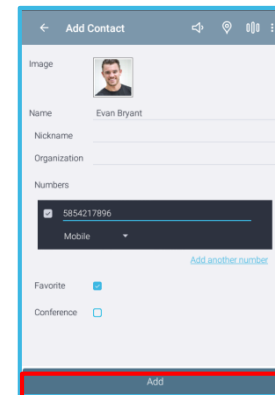 Add Contact
Image
Name Evan Bryant
Nickname
Organization
Numbers
5854217896
Mobile
Add another number
Favorite
Conference
Add